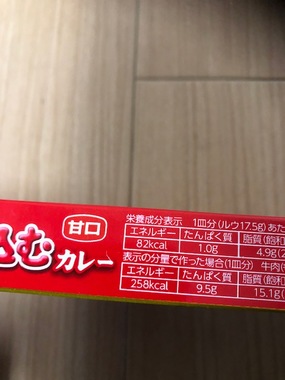 甘口
込む
カレー
栄養成分表示 1皿分(ルウ17.5g)あた
エネルギー たんぱく質 脂質(飽和
82kcal 1.0g 4.9g(2
表示の分量で作った場合(1皿分) 牛肉(
エネルギー たんぱく質 脂質(飽和
258kcal 9.5g 15.1g(